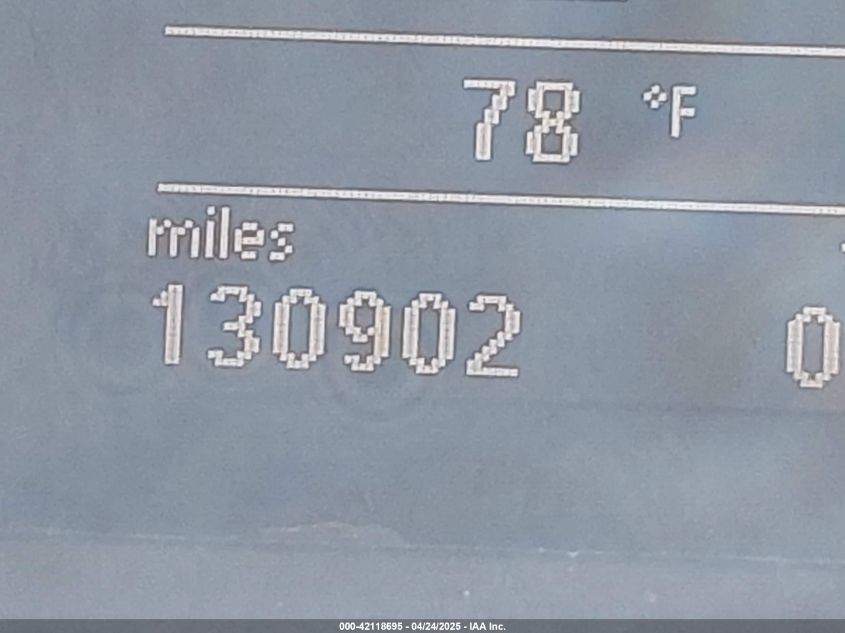 78 °F
miles
130902 0
000-42118695 - 04/24/2025 - IAA Inc.